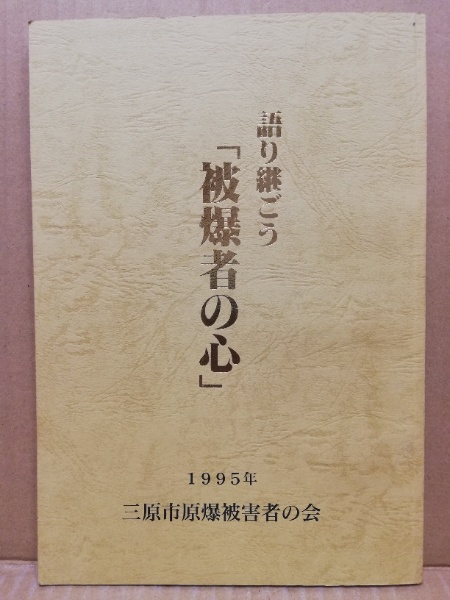 語り継ごう
「被爆者の心」
1995年
三原市原爆被害者の会